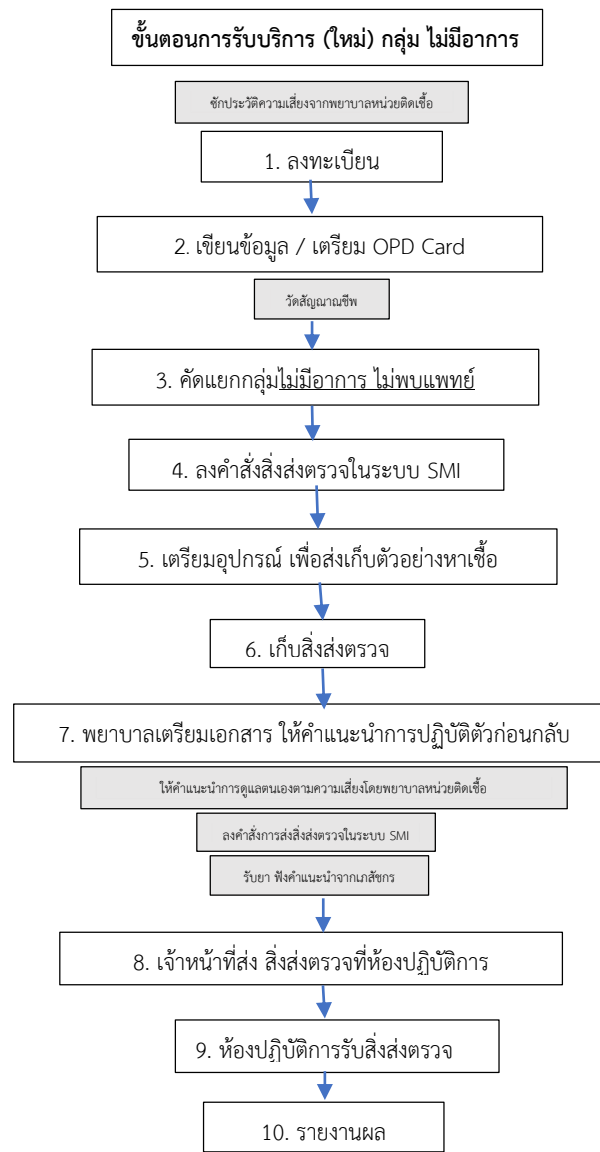 ขั้นตอนการรับบริการ (ใหม่) กลุ่ม ไม่มีอาการ
ซักประวัติความเสี่ยงจากพยาบาลหน่วยติดเชื้อ
1. ลงทะเบียน
2. เขียนข้อมูล / เตรียม OPD Card
วัดสัญญาณชีพ
3. คัดแยกกลุ่มไม่มีอาการ ไม่พบแพทย์
4. ลงคำสั่งสิ่งส่งตรวจในระบบ SMI
5. เตรียมอุปกรณ์ เพื่อส่งเก็บตัวอย่างหาเชื้อ
6. เก็บสิ่งส่งตรวจ
7. พยาบาลเตรียมเอกสาร ให้คำแนะนำการปฏิบัติตัวก่อนกลับ
ให้คำแนะนำการดูแลตนเองตามความเสี่ยงโดยพยาบาลหน่วยติดเชื้อ
ลงคำสั่งการส่งสิ่งส่งตรวจในระบบ SMI
รับยา ฟังคำแนะนำจากเภสัชกร
8. เจ้าหน้าที่ส่ง สิ่งส่งตรวจที่ห้องปฏิบัติการ
9. ห้องปฏิบัติการรับสิ่งส่งตรวจ
10. รายงานผล